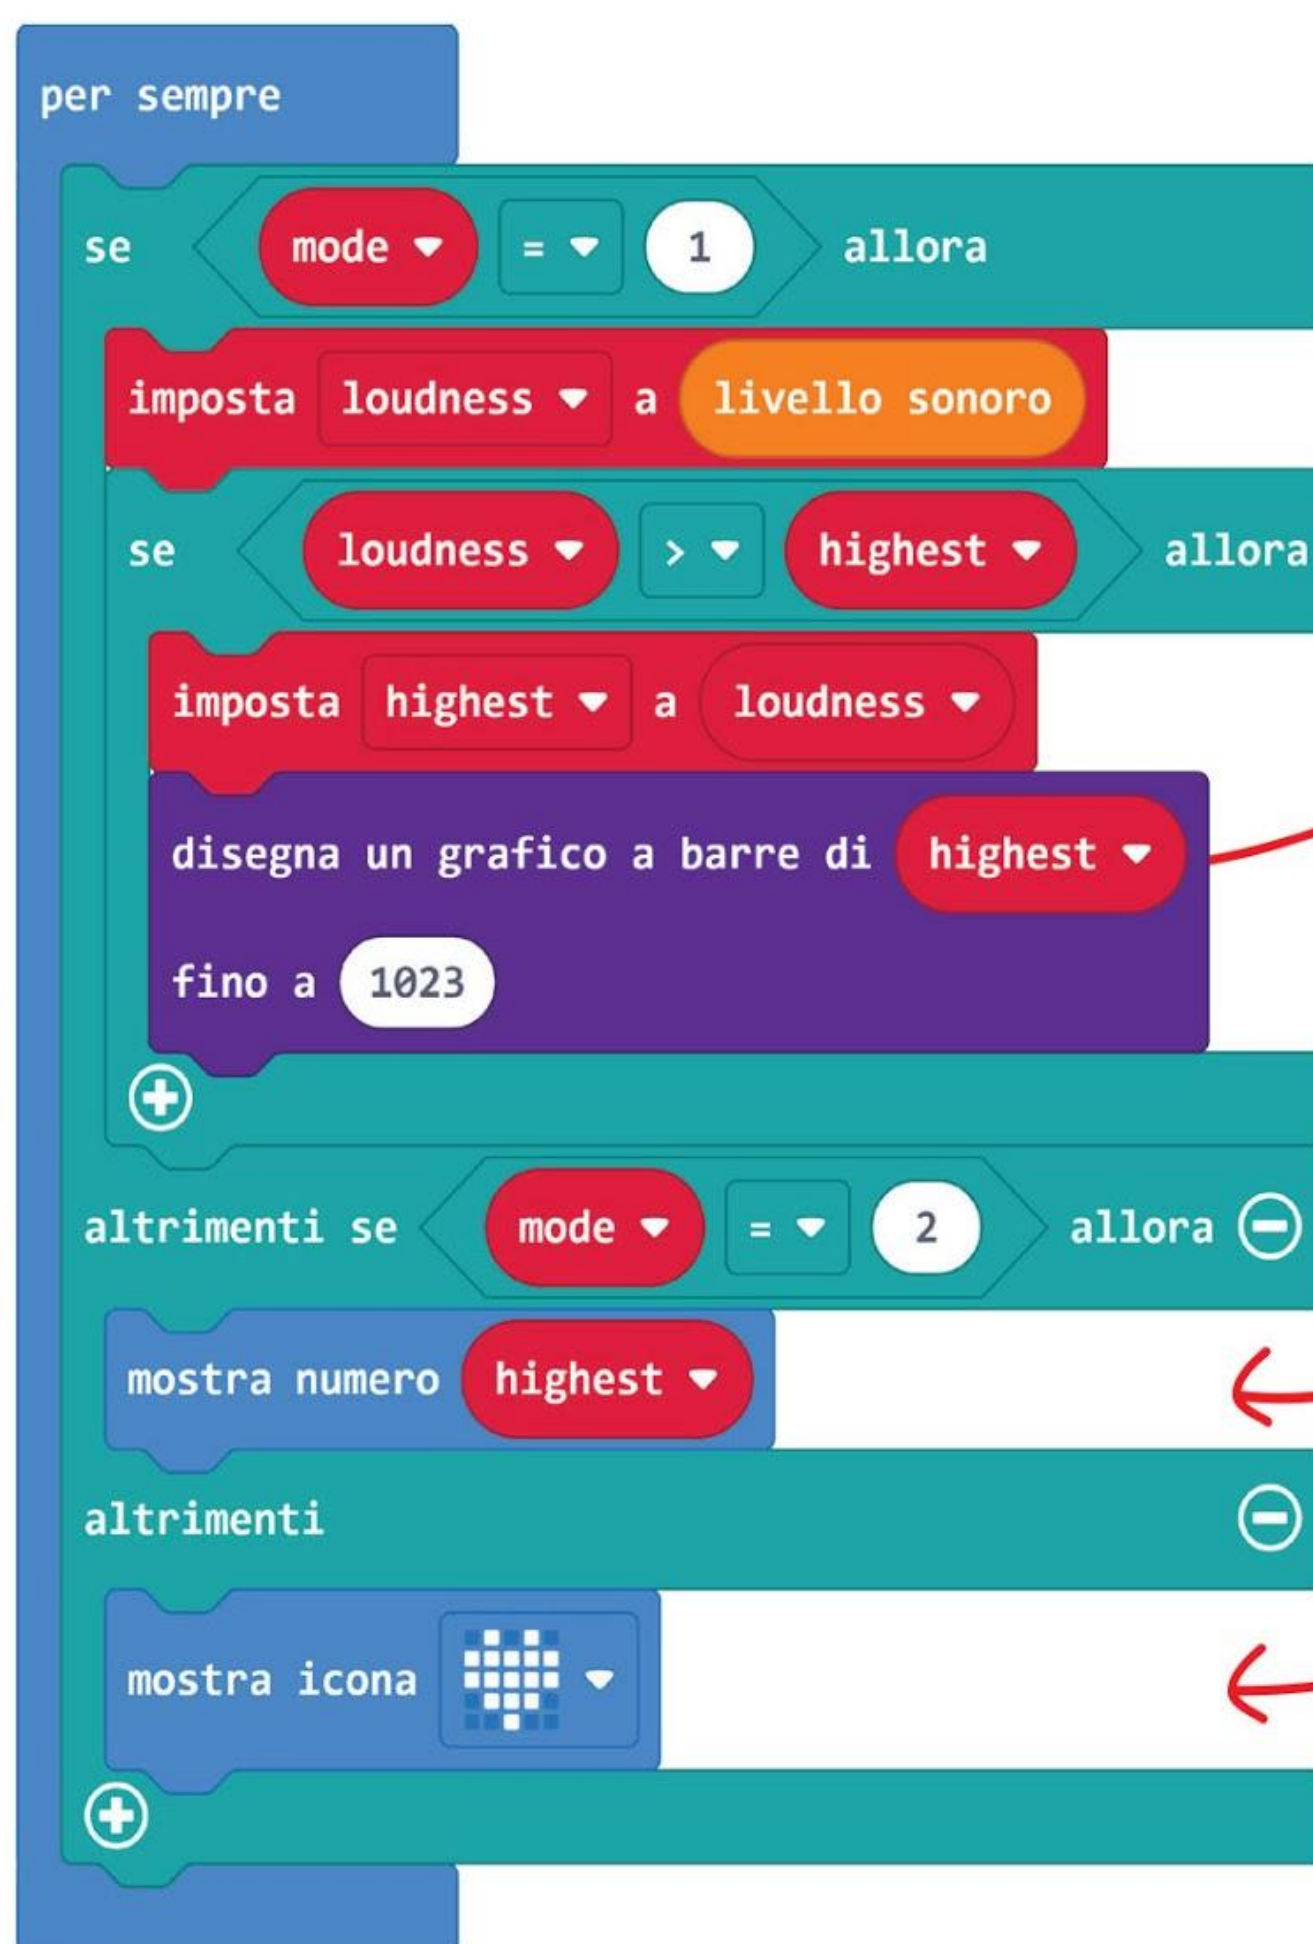 per sempre
se mode = 1 allora
imposta loudness a livello sonoro
se loudness > highest allora
imposta highest a loudness
disegna un grafico a barre di highest
fino a 1023
altrimenti se mode = 2 allora
mostra numero highest
altrimenti
mostra icona